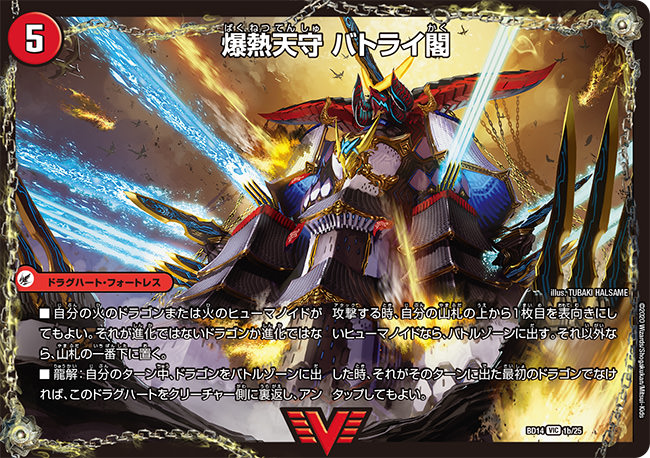 5
ばくねつてんしゅ かく
爆熱天守 バトライ閣
illus. TUBAKI HALSAME
ドラグハート・フォートレス
■自分の火のドラゴンまたは火のヒューマノイドが攻撃する時、自分の山札の上から1枚目を表向きにし
てもよい。それが進化ではないドラゴンか進化ではないヒューマノイドなら、バトルゾーンに出す。それ以外な
ら、山札の一番下に置く。
■龍解：自分のターン中、ドラゴンをバトルゾーンに出した時、それがそのターンに出た最初のドラゴンでなけ
れば、このドラグハートをクリーチャー側に裏返し、アンタップしてもよい。
©2020 Wizards/Shogakukan/Mitsui-Kids
BD14 VIC 1b/25